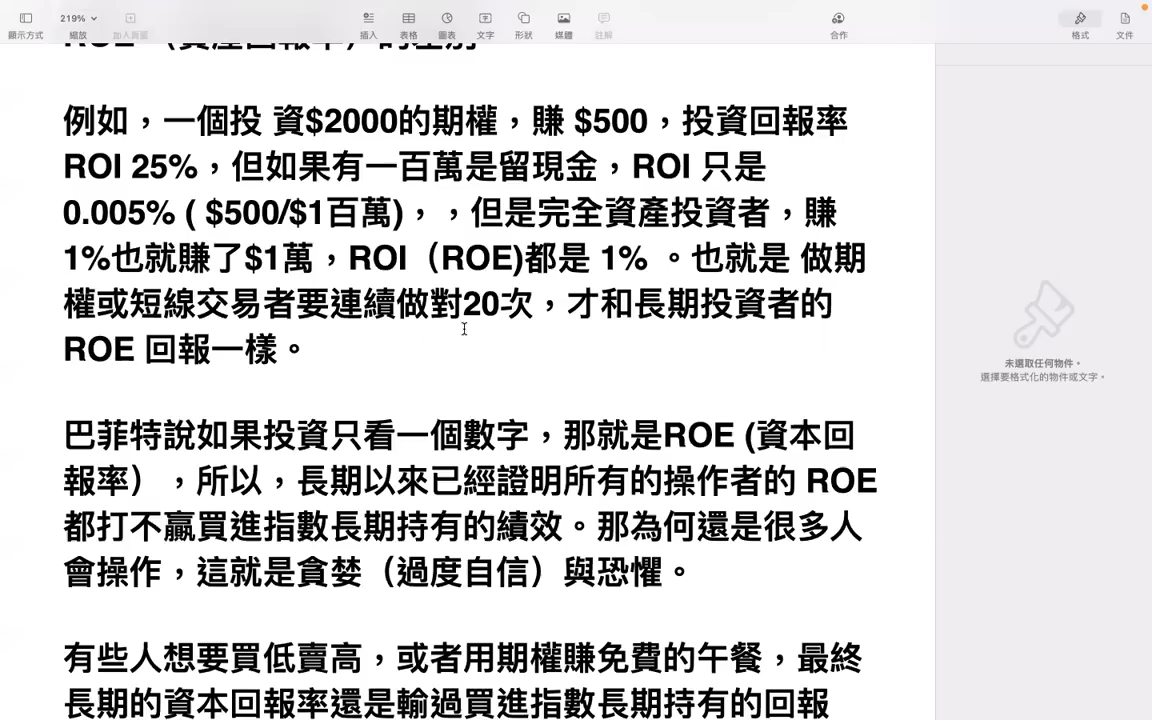 219%
顯示方式
縮放
加入頁面
插入
表格
圖表
文字
形狀
媒體
註解
合作
格式
文件
ROE （資產回報率）的差別
例如，一個投 資$2000的期權，賺 $500，投資回報率
ROI 25%，但如果有一百萬是留現金，ROI 只是
0.005% ( $500/$1百萬)，，但是完全資產投資者，賺
1%也就賺了$1萬，ROI（ROE)都是 1% 。也就是 做期
權或短線交易者要連續做對20次，才和長期投資者的
ROE 回報一樣。
巴菲特說如果投資只看一個數字，那就是ROE (資本回
報率），所以，長期以來已經證明所有的操作者的 ROE
都打不贏買進指數長期持有的績效。那為何還是很多人
會操作，這就是貪婪（過度自信）與恐懼。
有些人想要買低賣高，或者用期權賺免費的午餐，最終
長期的資本回報率還是輸過買進指數長期持有的回報
未選取任何物件。
選擇要格式化的物件或文字。